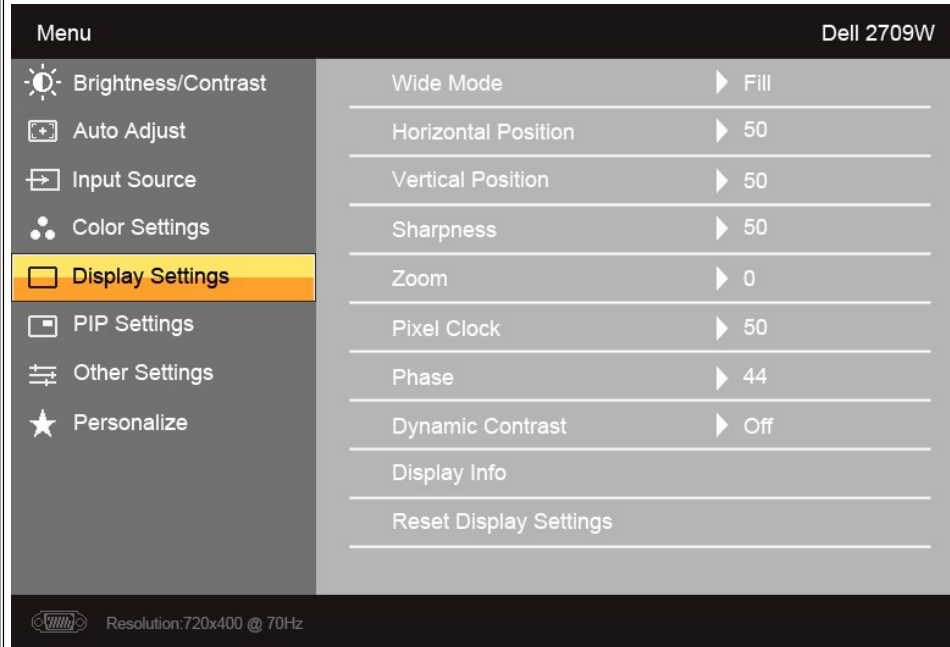 Menu Dell 2709W
Brightness/Contrast
Auto Adjust
Input Source
Color Settings
Display Settings
PIP Settings
Other Settings
Personalize
Wide Mode Fill
Horizontal Position 50
Vertical Position 50
Sharpness 50
Zoom 0
Pixel Clock 50
Phase 44
Dynamic Contrast Off
Display Info
Reset Display Settings
Resolution:720x400 @ 70Hz